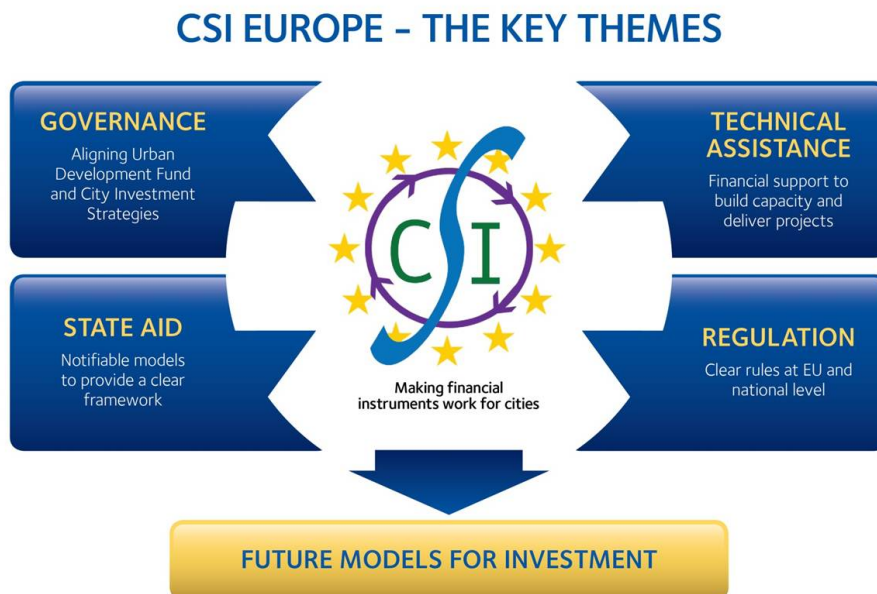 CSI EUROPE – THE KEY THEMES
GOVERNANCE
Aligning Urban
Development Fund
and City Investment
Strategies
TECHNICAL
ASSISTANCE
Financial support to
build capacity and
deliver projects
CSI
Making financial
instruments work for cities
STATE AID
Notifiable models
to provide a clear
framework
REGULATION
Clear rules at EU and
national level
FUTURE MODELS FOR INVESTMENT